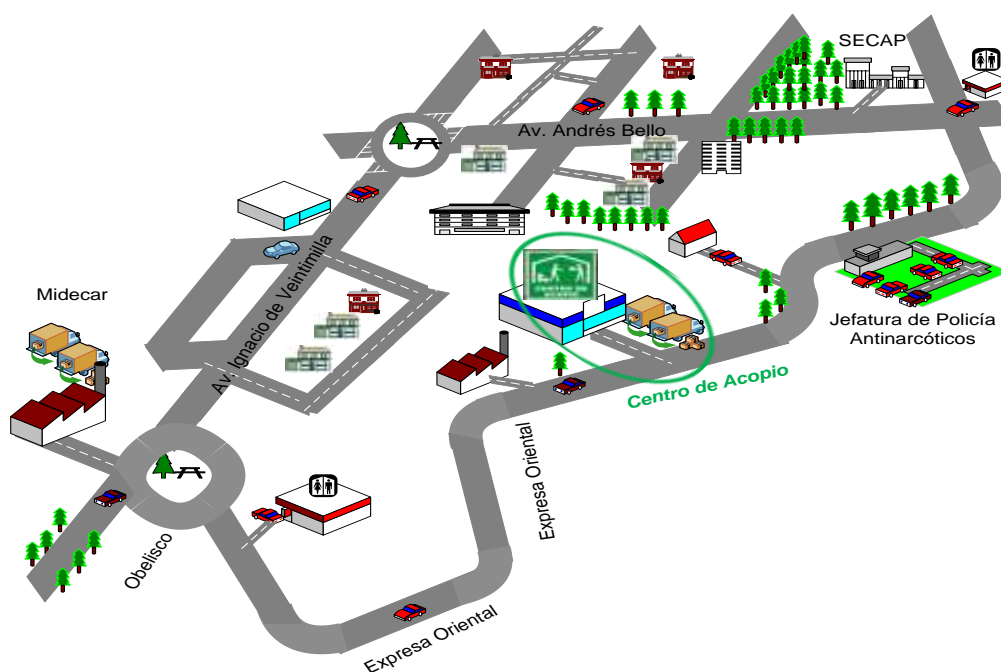 SECAP
Av. Andrés Bello
Av. Ignacio de Veintimilla
Midecar
Jefatura de Policía
Antinarcóticos
Centro de Acopio
Expresa Oriental
Obelisco
Expresa Oriental